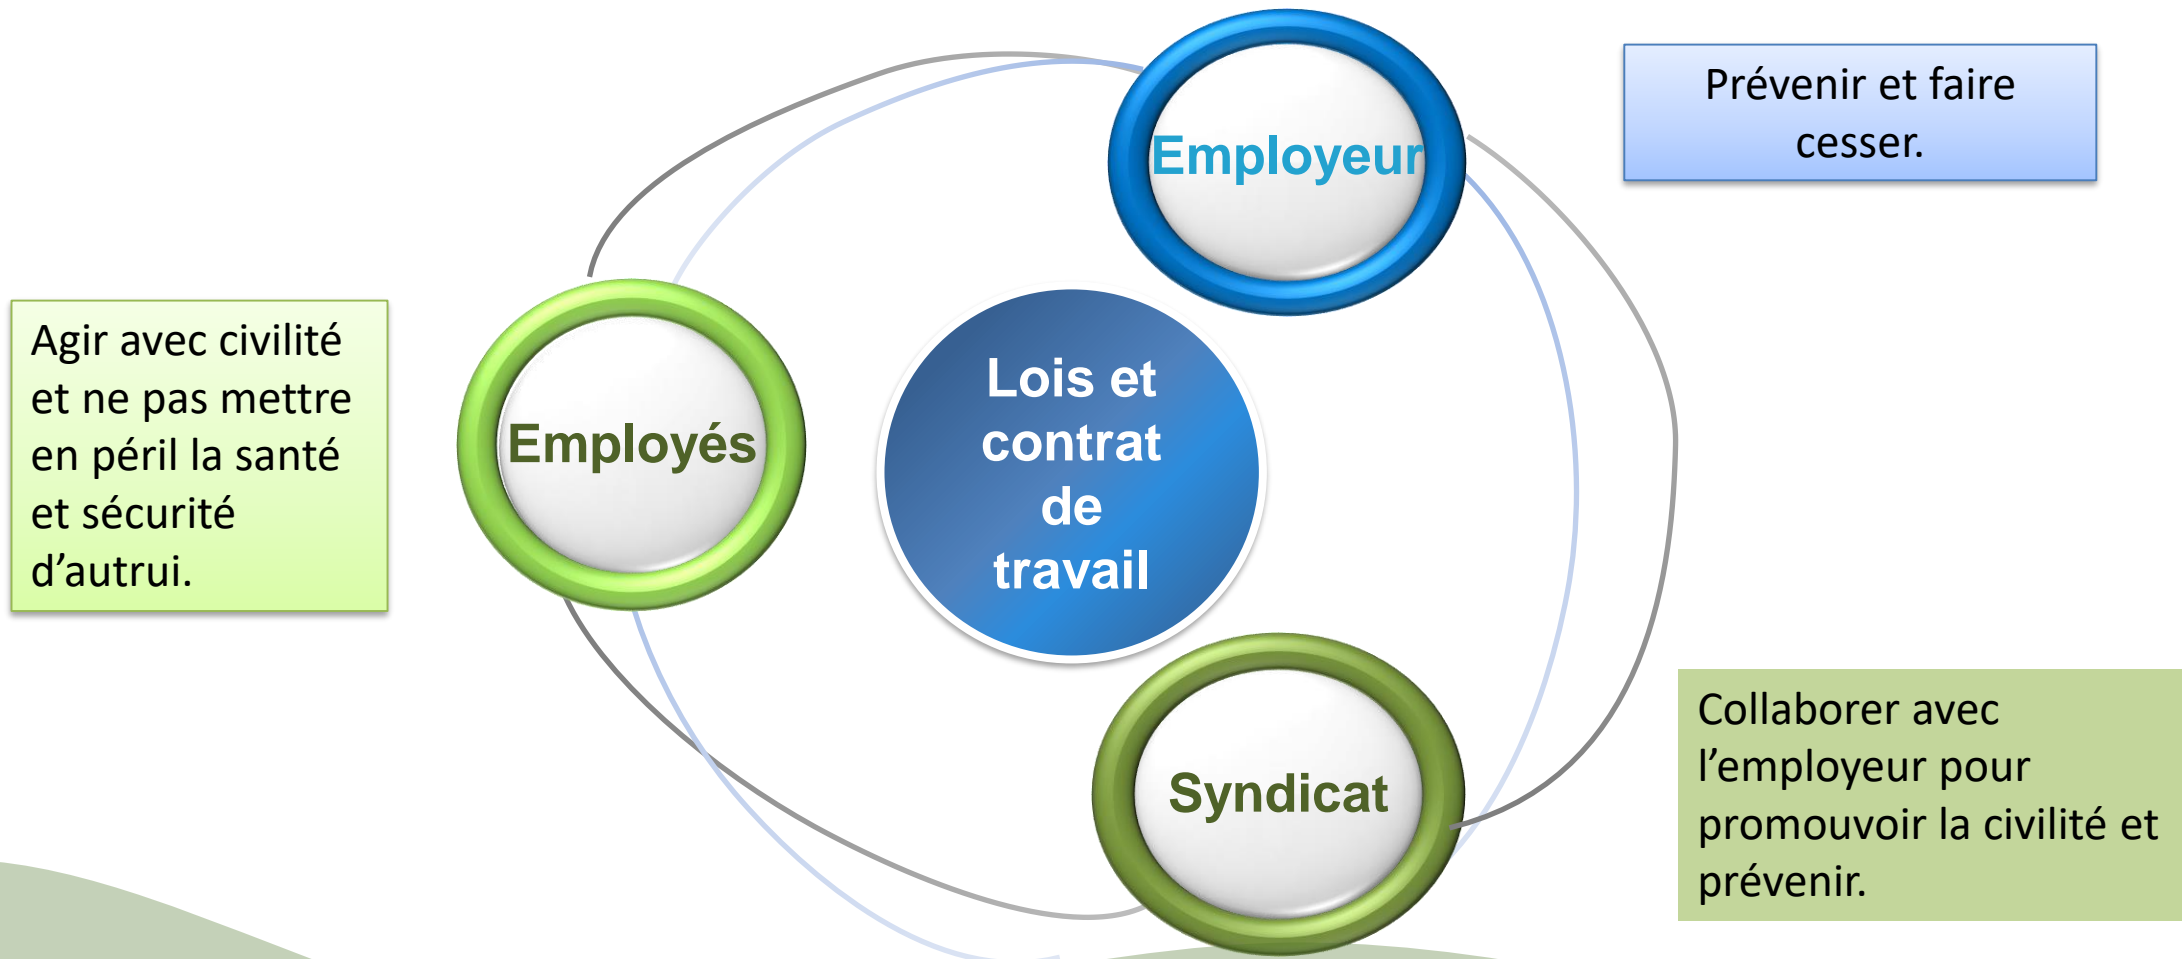 Employeur
Prévenir et faire
cesser.
Agir avec civilité
et ne pas mettre
en péril la santé
et sécurité
d’autrui.
Employés
Lois et
contrat
de
travail
Syndicat
Collaborer avec
l’employeur pour
promouvoir la civilité et
prévenir.